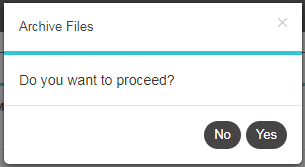 Archive Files ×
Do you want to proceed?
No Yes